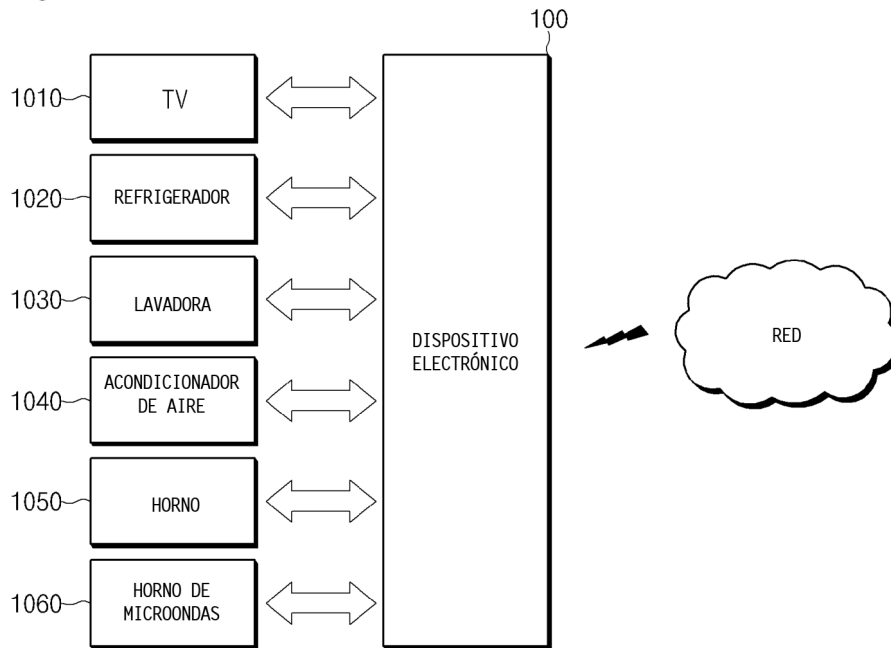 100
1010
TV
1020
REFRIGERADOR
1030
LAVADORA
DISPOSITIVO
ELECTRÓNICO
RED
1040
ACONDICIONADOR
DE AIRE
1050
HORNO
1060
HORNO DE
MICROONDAS